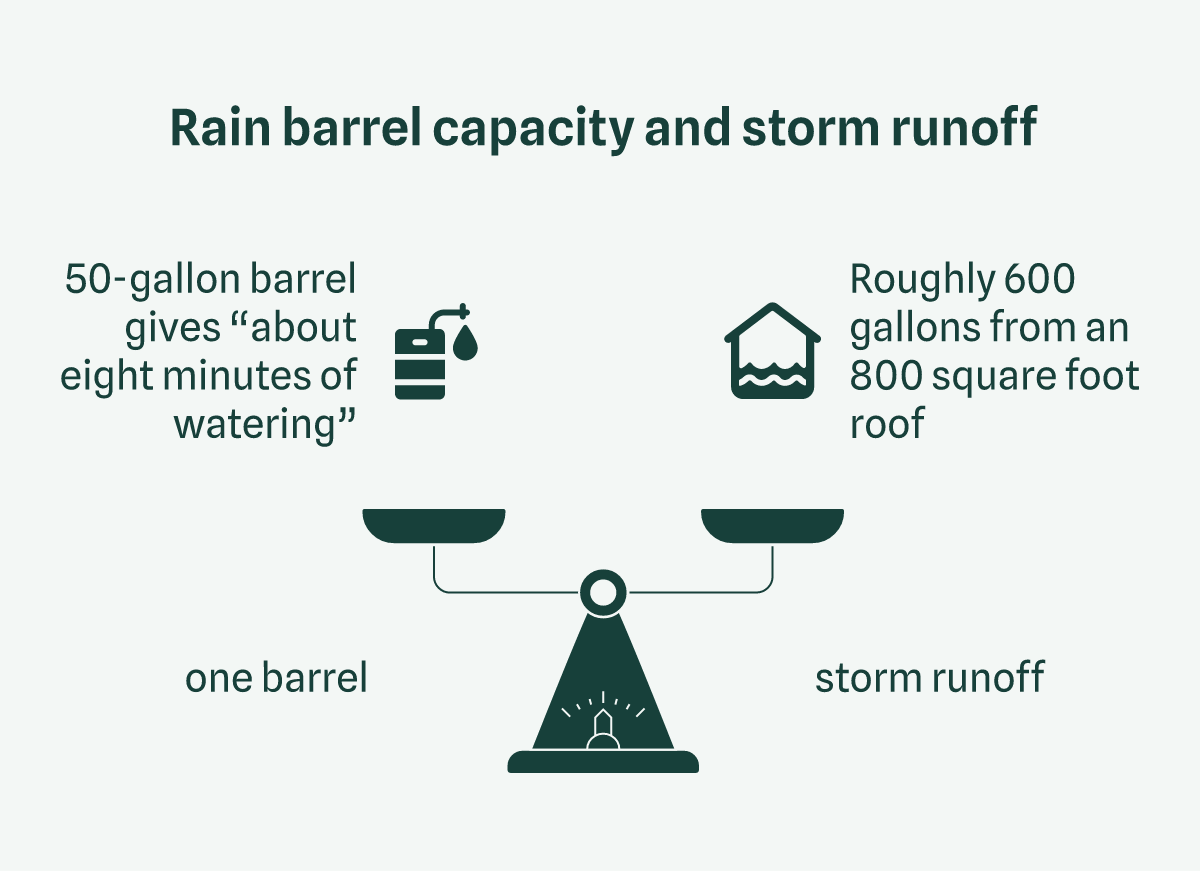 Rain barrel capacity and storm runoff
50-gallon barrel
gives “about
eight minutes of
watering”
Roughly 600
gallons from an
800 square foot
roof
one barrel
storm runoff